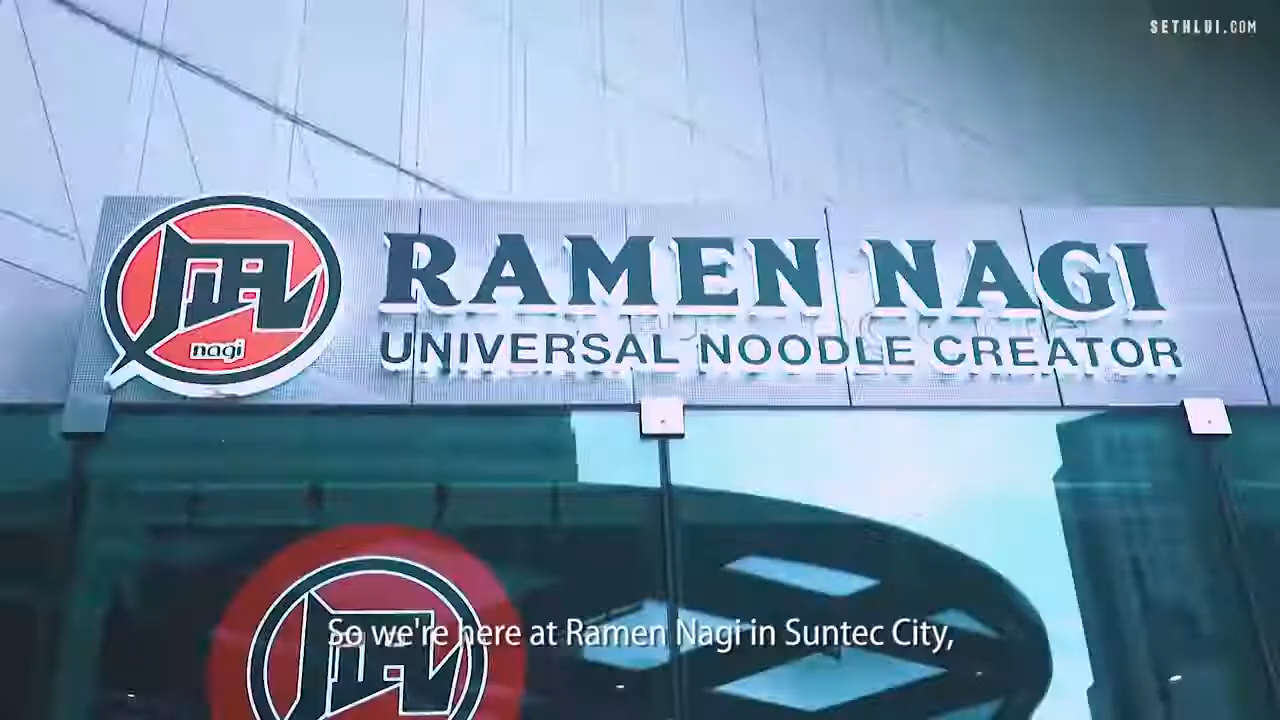 SETHLUI.COM
RAMEN NAGI
nagi
UNIVERSAL NOODLE CREATOR
So we're here at Ramen Nagi in Suntec City,